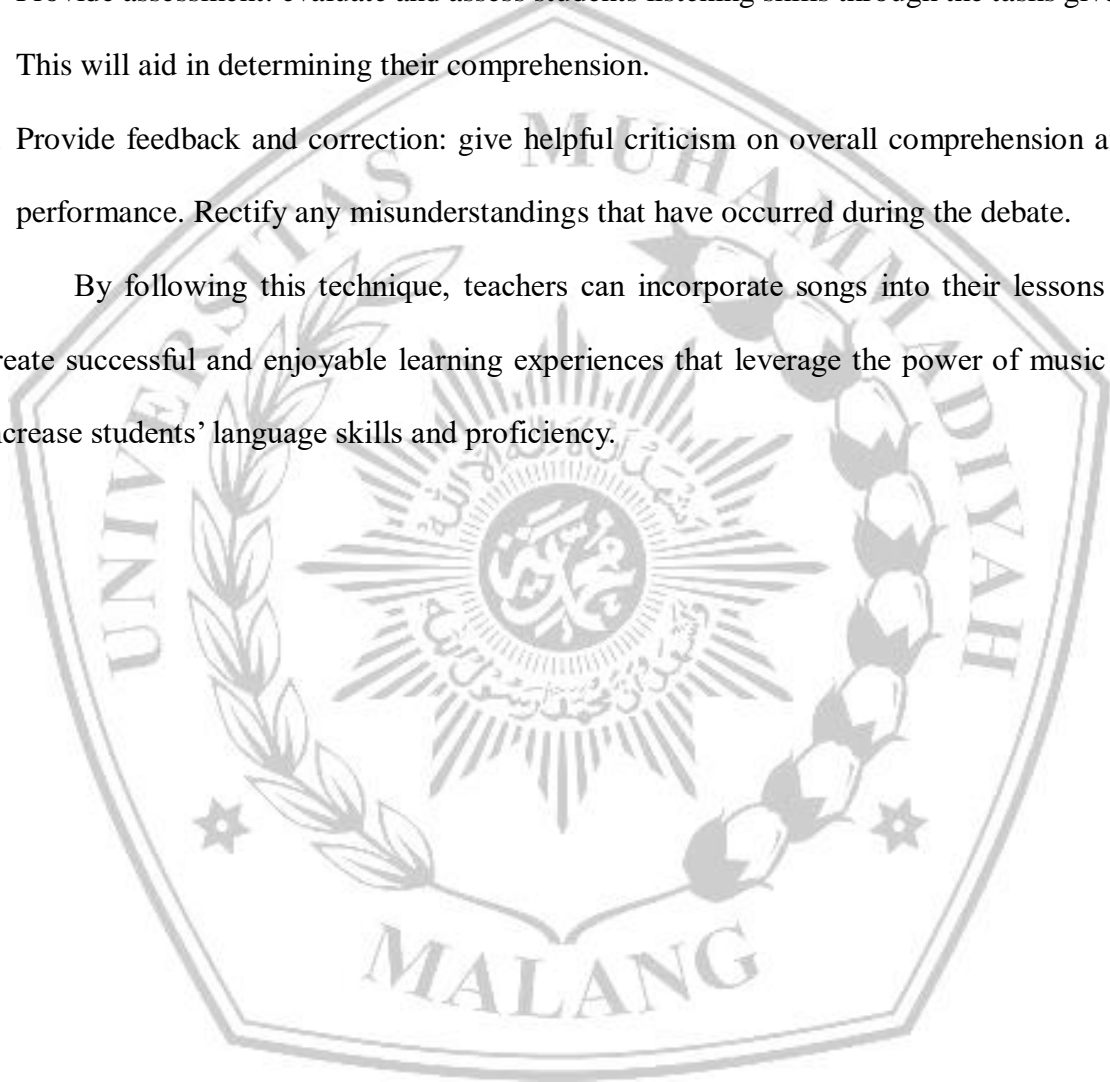 Provide assessment: evaluate and assess students listening skills through the tasks
This will aid in determining their comprehension.
Provide feedback and correction: give helpful criticism on overall comprehension
performance. Rectify any misunderstandings that have occurred during the debate.
By following this technique, teachers can incorporate songs into their lessons
create successful and enjoyable learning experiences that leverage the power of music
increase students’ language skills and proficiency.
UNIVERSITAS MUHAMMADIYAH
MALANG